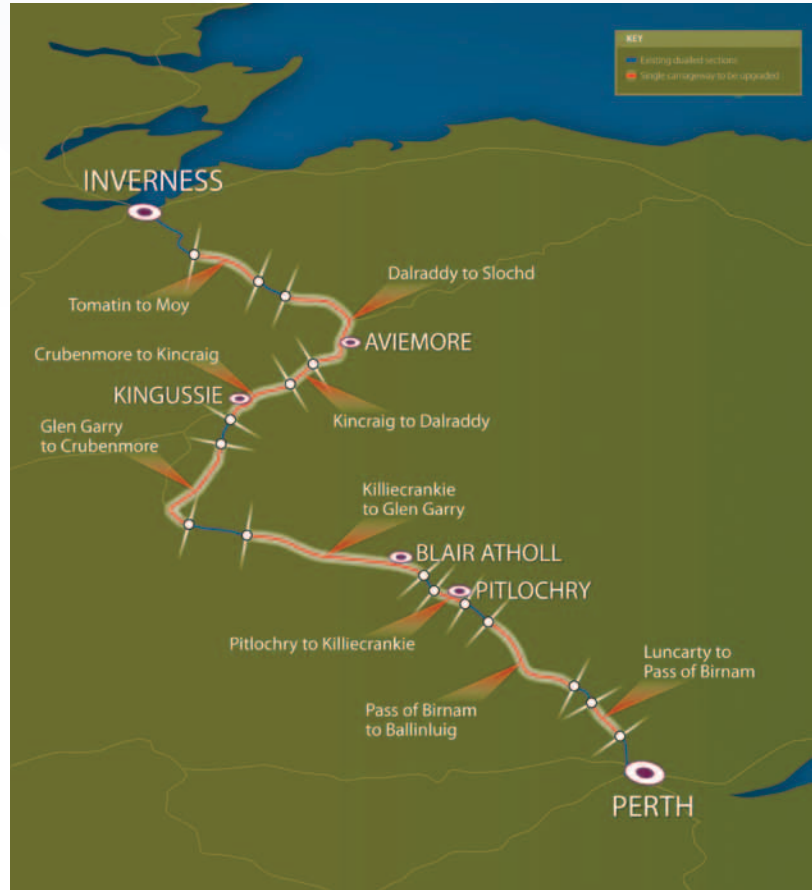 KEY
Existing dualled sections
Single carriageway to be upgraded
INVERNESS
Dalraddy to Slochd
Tomatin to Moy
AVIEMORE
Crubenmore to Kincraig
KINGUSSIE
Kincraig to Dalraddy
Glen Garry
to Crubenmore
Killiecrankie
to Glen Garry
BLAIR ATHOLL
PITLOCHRY
Pitlochry to Killiecrankie
Luncarty to
Pass of Birnam
Pass of Birnam
to Ballinluig
PERTH